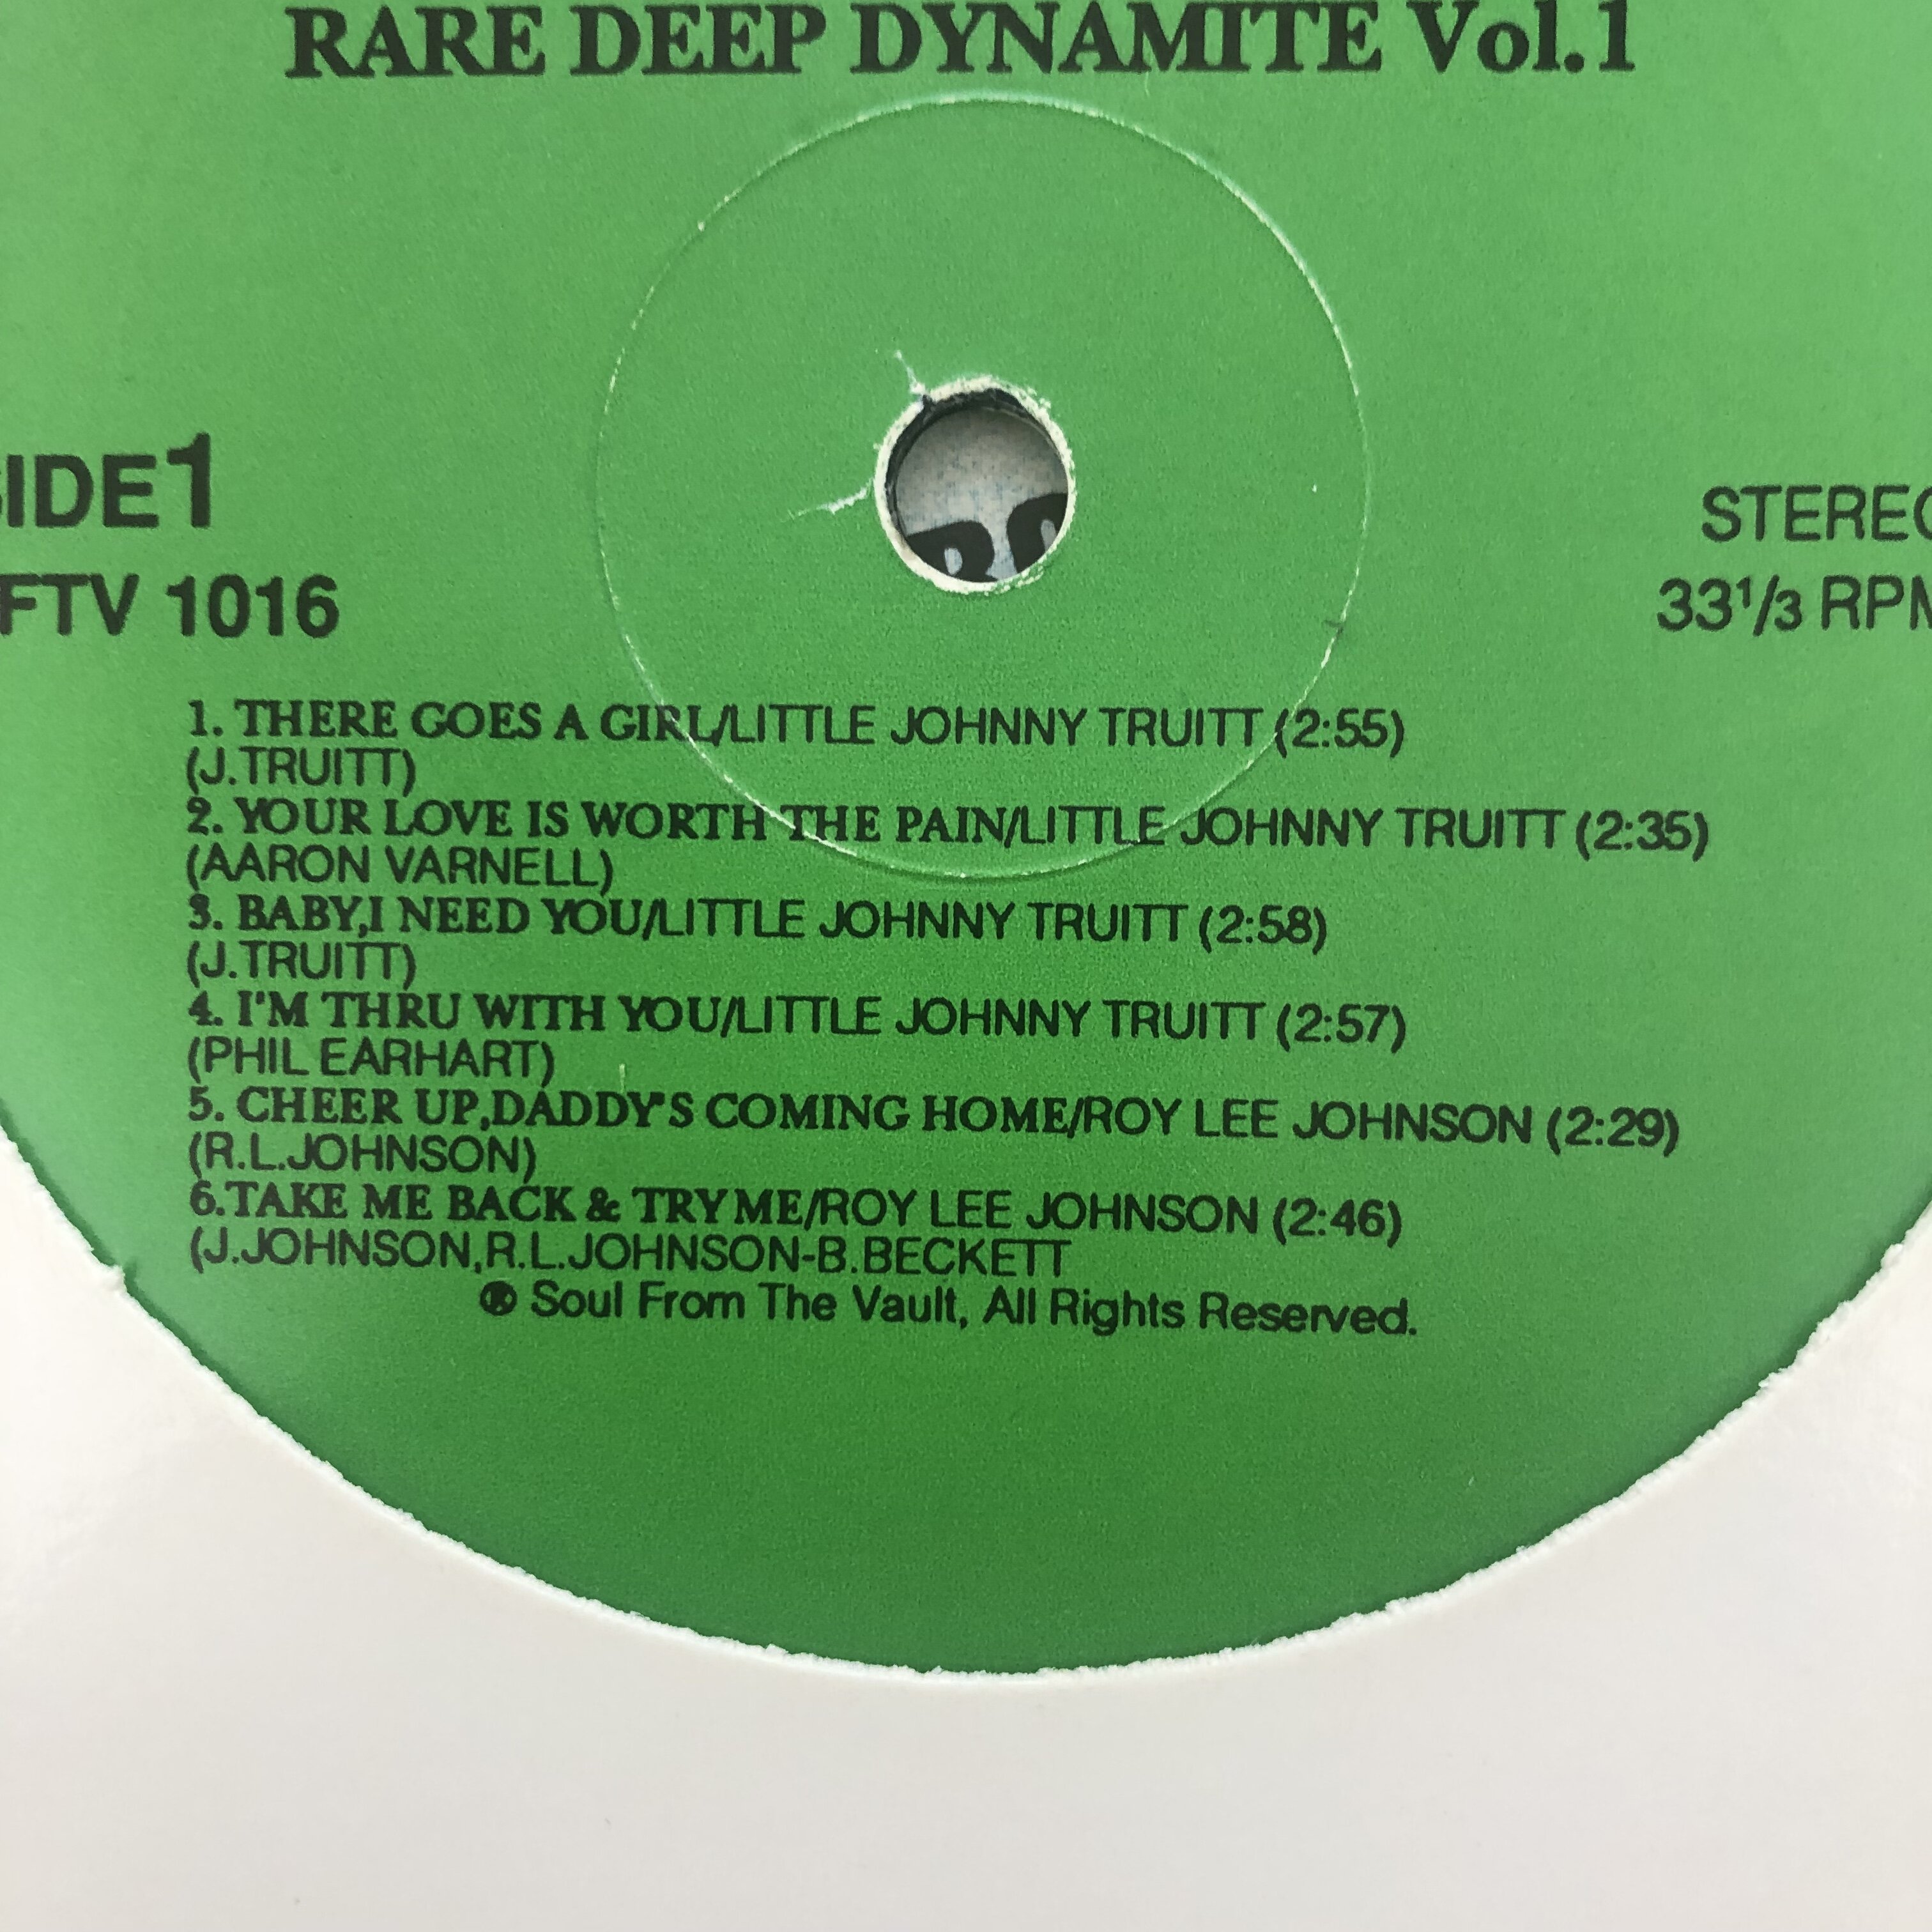 RARE DEEP DYNAMITE Vol.1
SIDE1
FTV 1016
STEREO
33¹/₃ RPM
1. THERE GOES A GIRL/LITTLE JOHNNY TRUITT (2:55)
(J.TRUITT)
2. YOUR LOVE IS WORTH THE PAIN/LITTLE JOHNNY TRUITT (2:35)
(AARON VARNELL)
3. BABY,I NEED YOU/LITTLE JOHNNY TRUITT (2:58)
(J.TRUITT)
4. I'M THRU WITH YOU/LITTLE JOHNNY TRUITT (2:57)
(PHIL EARHART)
5. CHEER UP,DADDY'S COMING HOME/ROY LEE JOHNSON (2:29)
(R.L.JOHNSON)
6.TAKE ME BACK & TRY ME/ROY LEE JOHNSON (2:46)
(J.JOHNSON,R.L.JOHNSON-B.BECKETT
® Soul From The Vault, All Rights Reserved.